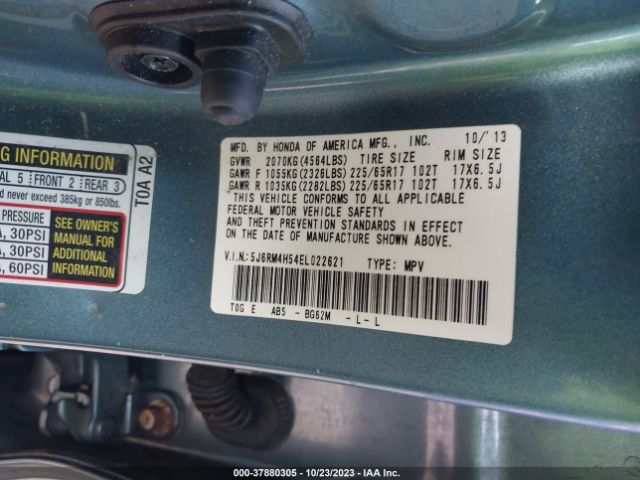 G INFORMATION
AL 5 FRONT 2 REAR 3
d never exceed 385kg or 850lbs.
PRESSURE
A, 30PSI
A, 30PSI
A, 60PSI
SEE OWNER'S
MANUAL FOR
ADDITIONAL
INFORMATION
T0A A2
MFD. BY HONDA OF AMERICA MFG., INC. 10/'13
GVWR 2070KG(4564LBS) TIRE SIZE RIM SIZE
GAWR F 1055KG(2326LBS) 225/65R17 102T 17X6.5J
GAWR R 1035KG(2282LBS) 225/65R17 102T 17X6.5J
THIS VEHICLE CONFORMS TO ALL APPLICABLE
FEDERAL MOTOR VEHICLE SAFETY
AND THEFT PREVENTION STANDARDS IN EFFECT
ON THE DATE OF MANUFACTURE SHOWN ABOVE.
V.I.N.:5J6RM4H54EL022621 TYPE: MPV
T0G E AB5 -BG62M -L-L
000-37880305 - 10/23/2023 - IAA Inc.